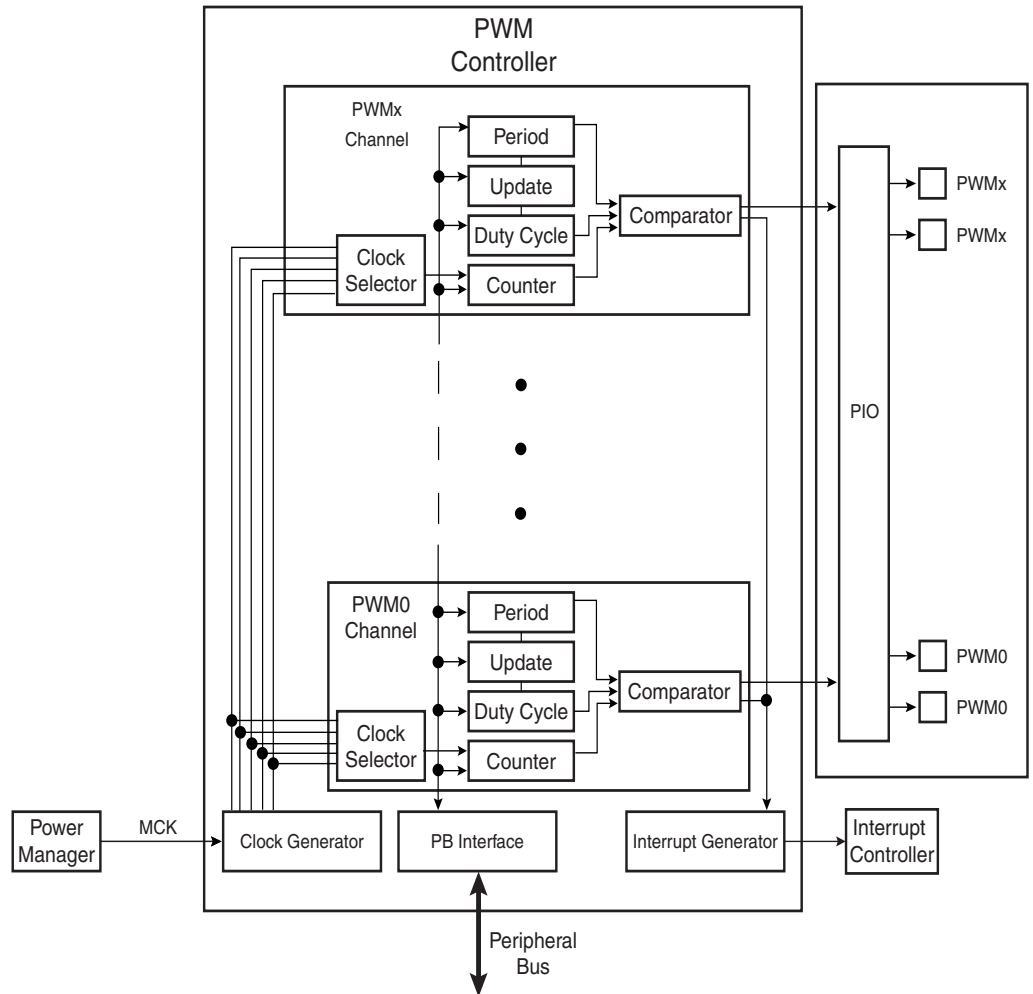 PWM
Controller
PWMx
Channel
Period
Update
Duty Cycle
Counter
Clock
Selector
Comparator
PIO
PWMx
PWMx
PWM0
Channel
Period
Update
Duty Cycle
Counter
Clock
Selector
Comparator
PWM0
PWM0
Power
Manager
MCK
Clock Generator
PB Interface
Interrupt Generator
Interrupt
Controller
Peripheral
Bus